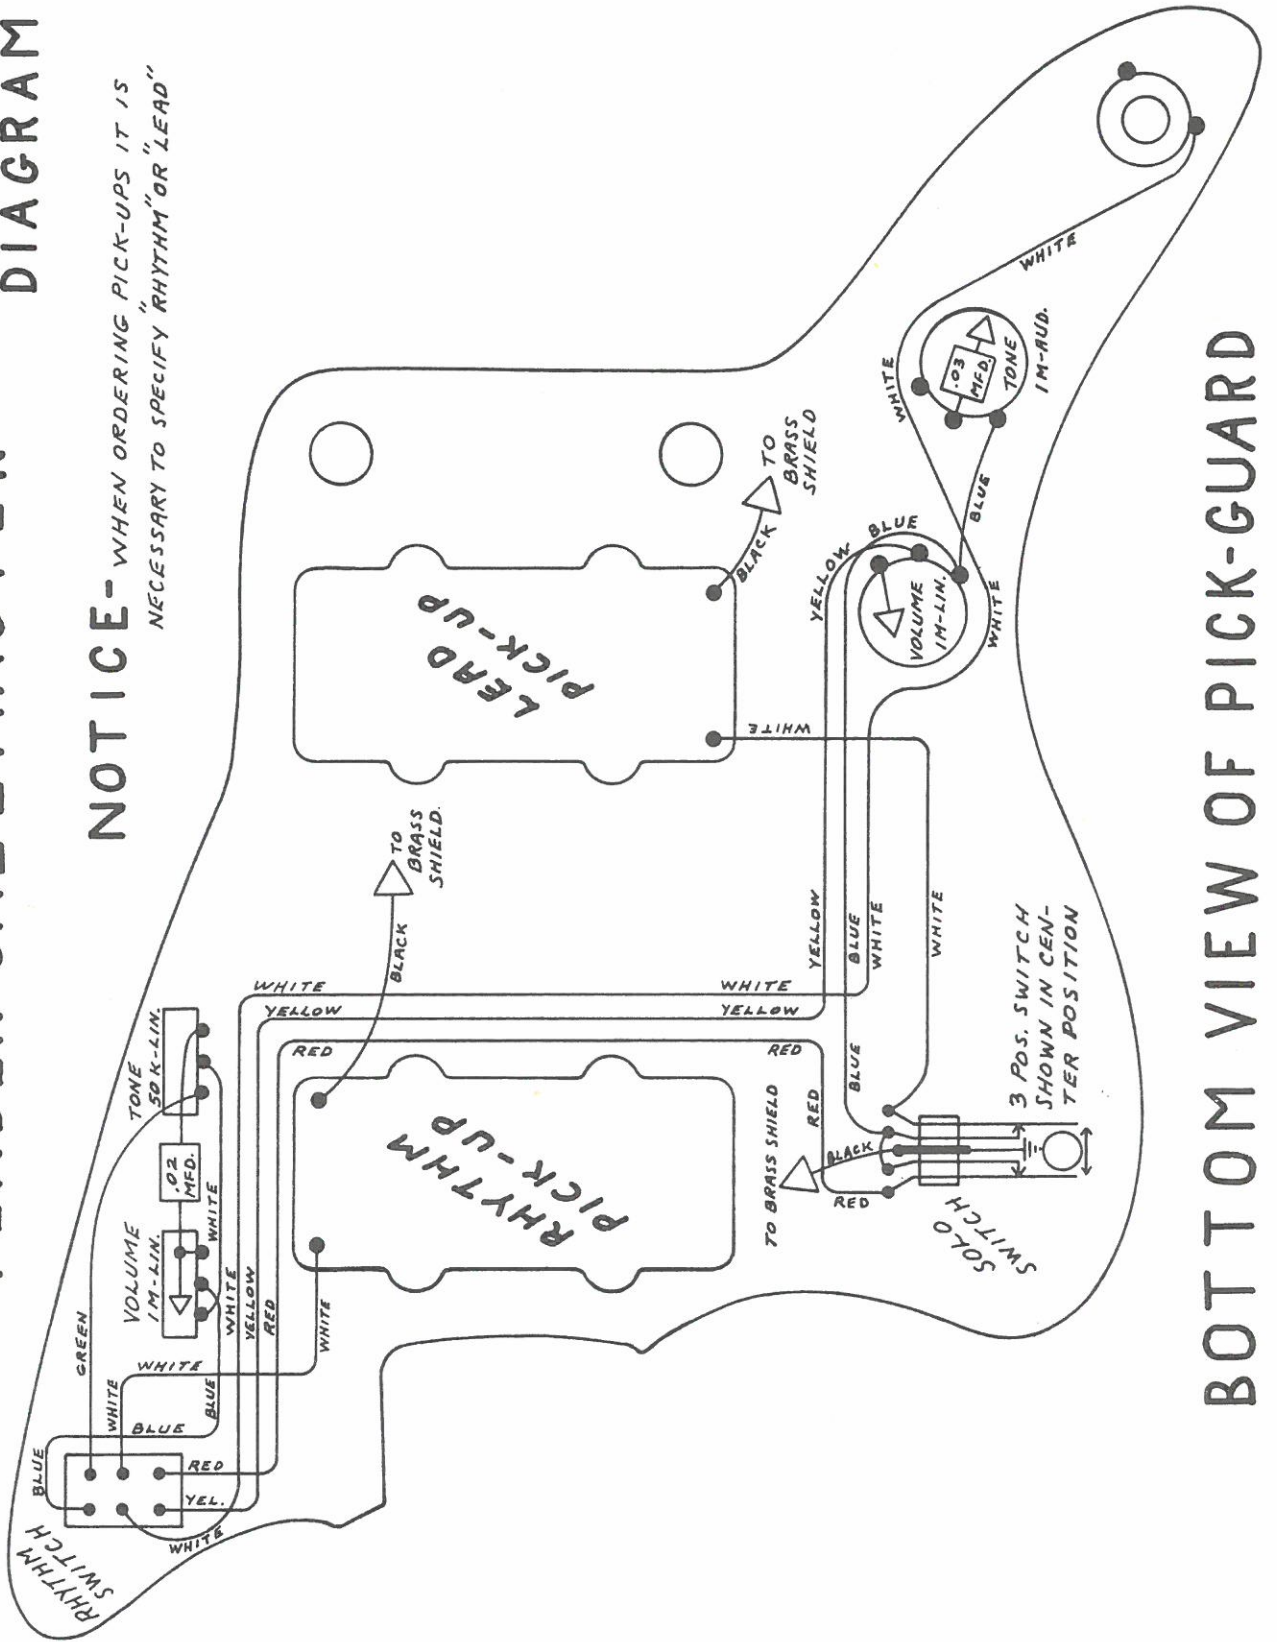 DIAGRAM
NOTICE- WHEN ORDERING PICK-UPS IT IS
NECESSARY TO SPECIFY "RHYTHM" OR "LEAD"
TONE
50K-LIN.
.02
MFD.
VOLUME
1M-LIN.
GREEN
WHITE
WHITE
WHITE
BLUE
BLUE
BLUE
RED
YEL.
WHITE
RHYTHM
SWITCH
WHITE
YELLOW
RED
WHITE
WHITE
YELLOW
RED
BLACK
TO
BRASS
SHIELD.
RHYTHM
PICK-UP
LEAD
PICK-UP
BLACK
TO
BRASS
SHIELD
WHITE
WHITE
YELLOW
RED
YELLOW
BLUE
WHITE
WHITE
YELLOW
BLUE
VOLUME
1M-LIN.
WHITE
BLUE
WHITE
.03
MFD.
TONE
1M-AUD.
WHITE
TO BRASS SHIELD
RED
BLUE
BLACK
RED
SOLO
SWITCH
3 POS. SWITCH
SHOWN IN CEN-
TER POSITION
BOTTOM VIEW OF PICK-GUARD